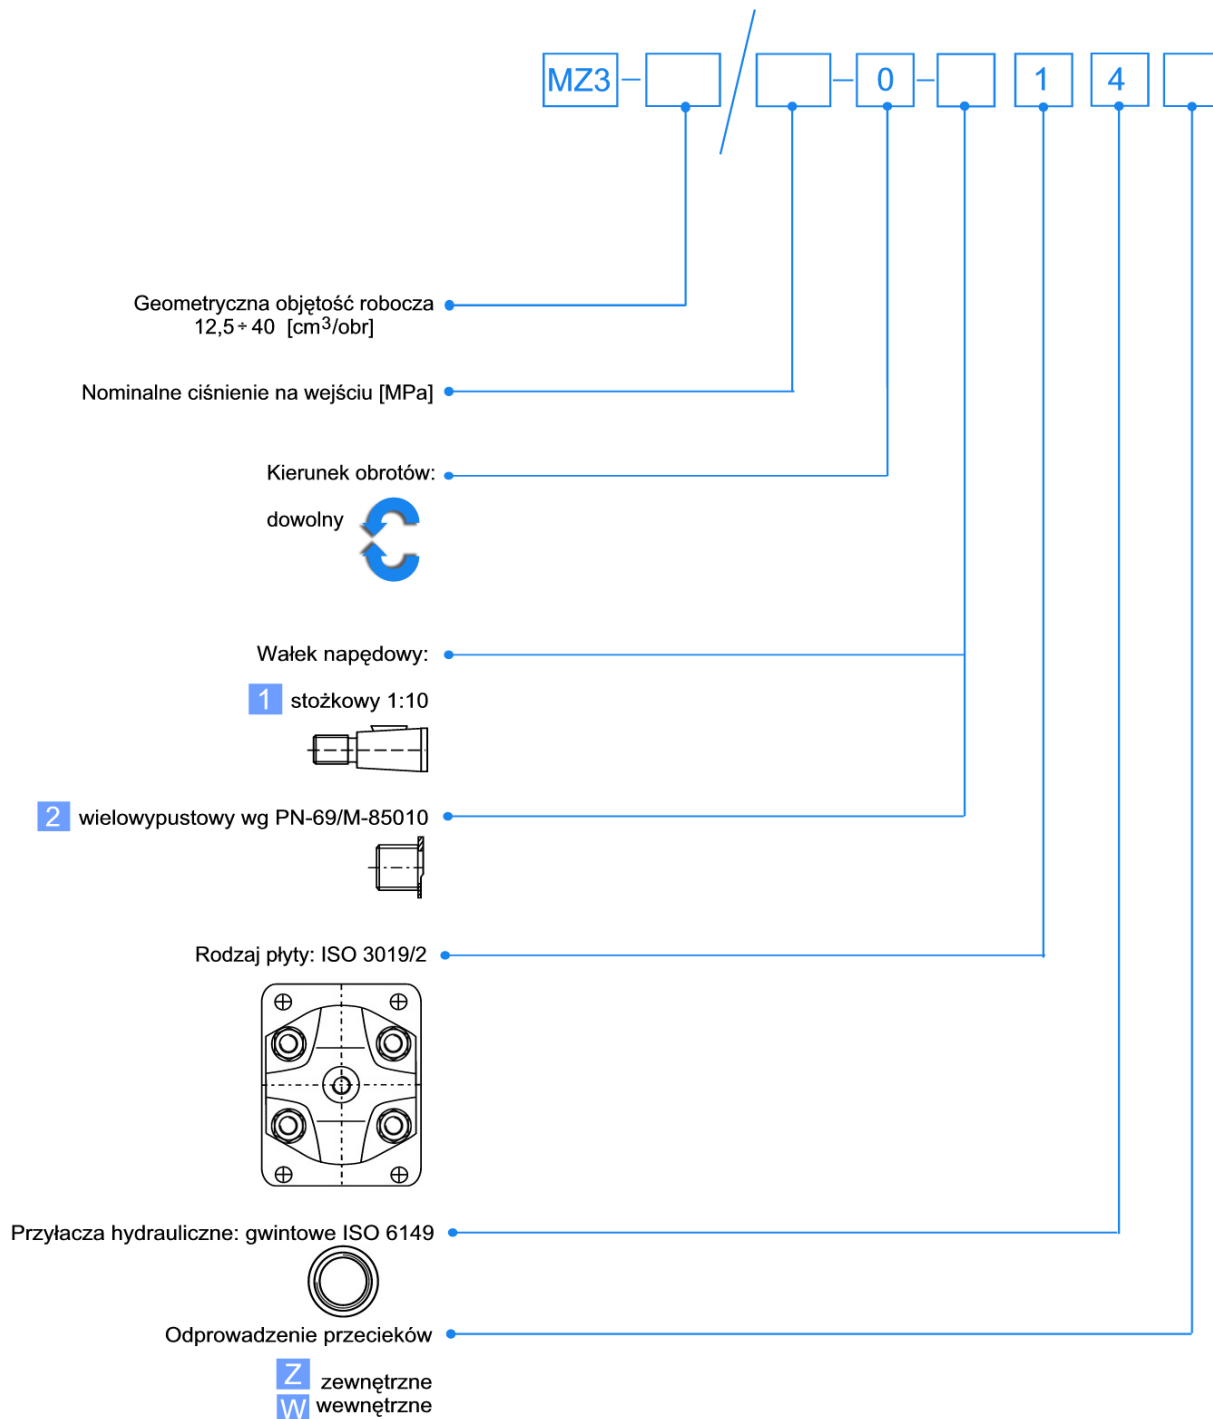 MZ3 - / - 0 - 1 4
Geometryczna objętość robocza
12,5 ÷ 40 [cm³/obr]
Nominalne ciśnienie na wejściu [MPa]
Kierunek obrotów:
dowolny
Wałek napędowy:
1 stożkowy 1:10
2 wielowypustowy wg PN-69/M-85010
Rodzaj płyty: ISO 3019/2
Przyłacza hydrauliczne: gwintowe ISO 6149
Odprowadzenie przecieków
Z zewnętrzne
W wewnętrzne